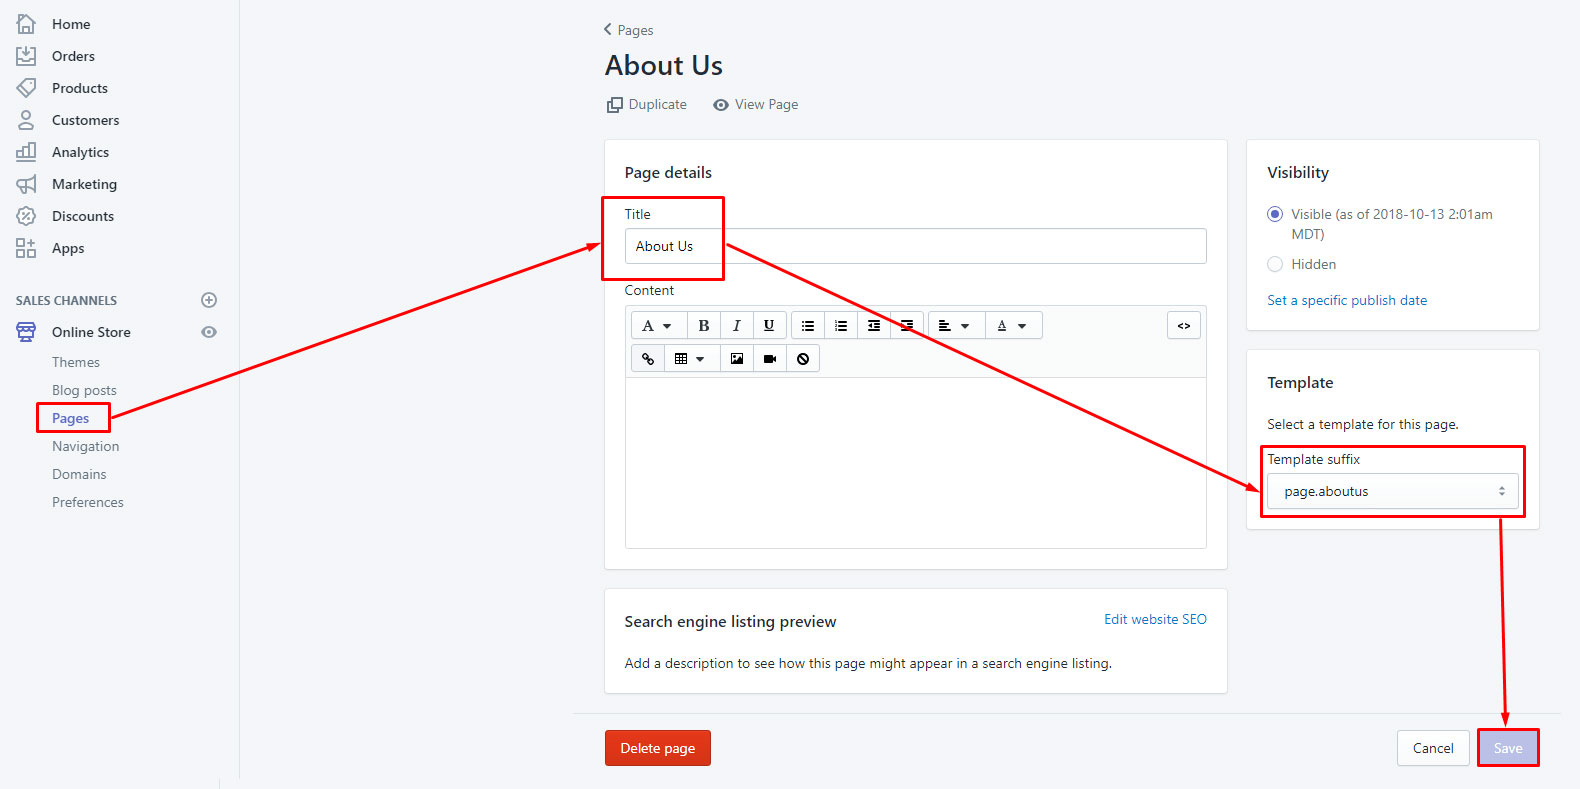 Home
Orders
Products
Customers
Analytics
Marketing
Discounts
Apps
SALES CHANNELS
Online Store
Themes
Blog posts
Pages
Navigation
Domains
Preferences
Pages
About Us
Duplicate View Page
Page details
Title
About Us
Content
A B I U A <>
Search engine listing preview Edit website SEO
Add a description to see how this page might appear in a search engine listing.
Visibility
Visible (as of 2018-10-13 2:01am
MDT)
Hidden
Set a specific publish date
Template
Select a template for this page.
Template suffix
page.aboutus
Delete page Cancel Save